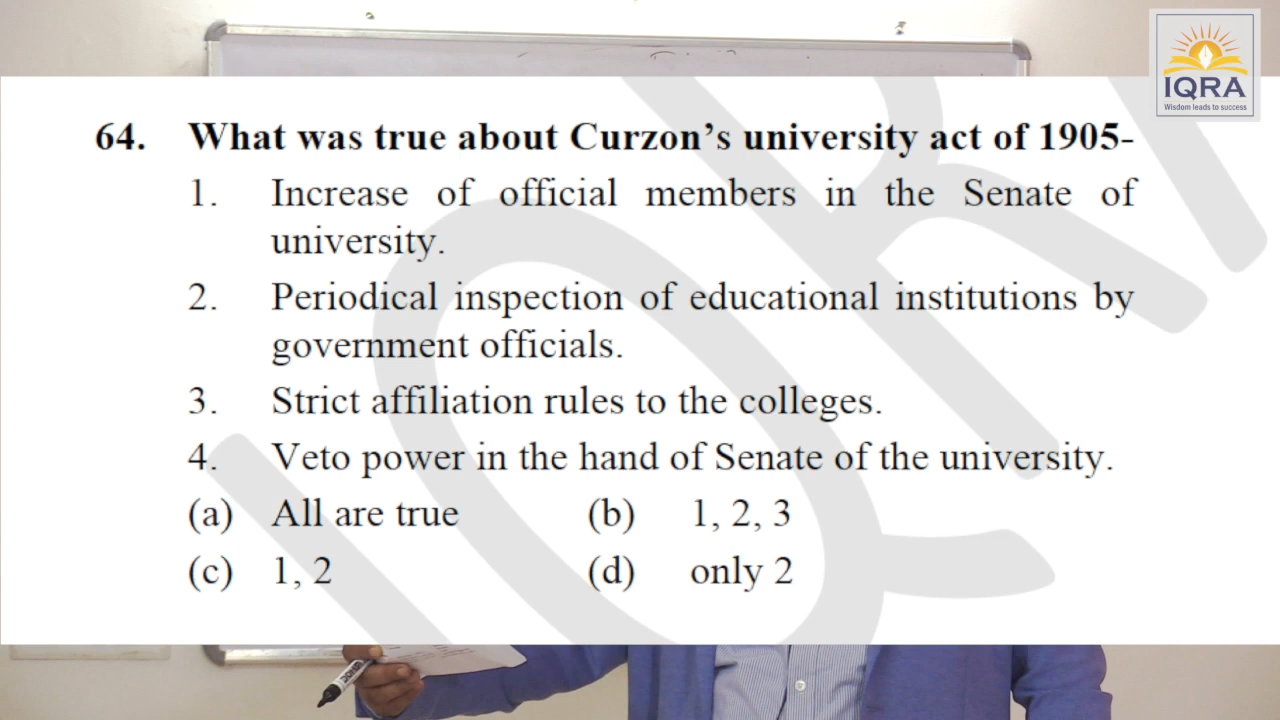 IQRA
Wisdom leads to success
64. What was true about Curzon's university act of 1905-
1. Increase of official members in the Senate of
university.
2. Periodical inspection of educational institutions by
government officials.
3. Strict affiliation rules to the colleges.
4. Veto power in the hand of Senate of the university.
(a) All are true (b) 1, 2, 3
(c) 1, 2 (d) only 2